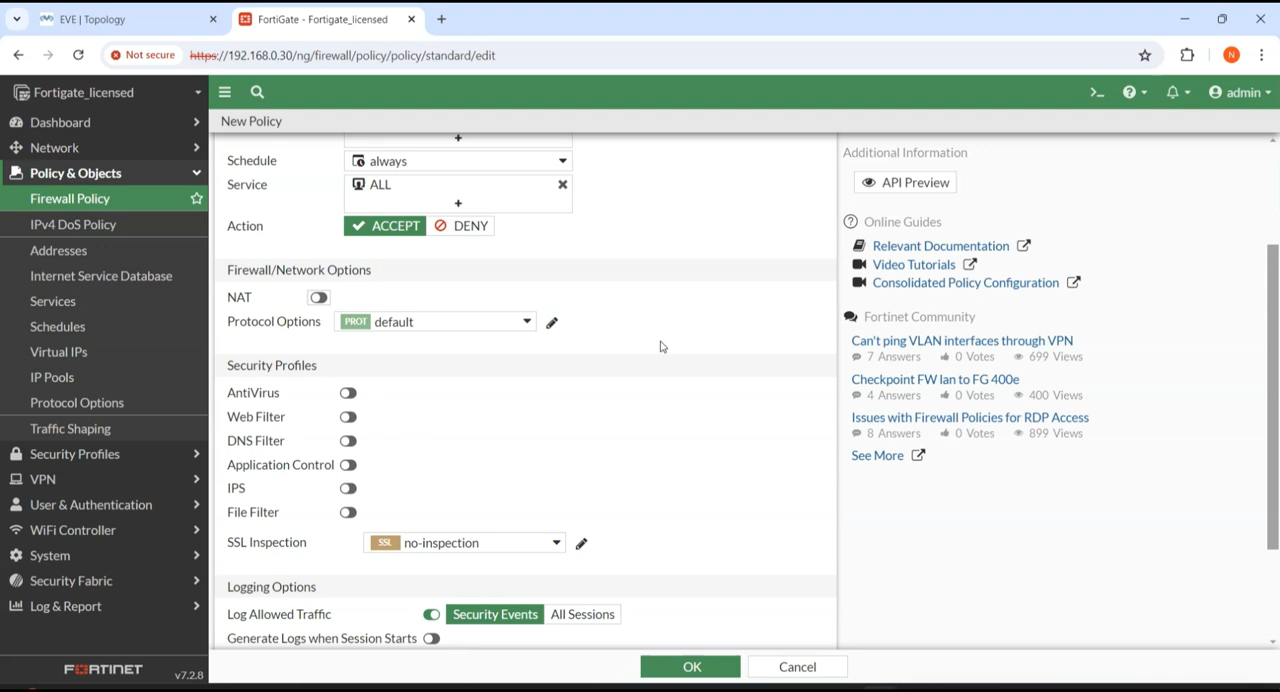 EVE | Topology
FortiGate - Fortigate_licensed
Not secure
https://192.168.0.30/ng/firewall/policy/policy/standard/edit
N
Fortigate_licensed
admin
Dashboard
Network
Policy & Objects
Firewall Policy
IPv4 DoS Policy
Addresses
Internet Service Database
Services
Schedules
Virtual IPs
IP Pools
Protocol Options
Traffic Shaping
Security Profiles
VPN
User & Authentication
WiFi Controller
System
Security Fabric
Log & Report
FORTINET
v7.2.8
New Policy
Schedule
always
Service
ALL
Action
ACCEPT
DENY
Firewall/Network Options
NAT
Protocol Options
PROT default
Security Profiles
AntiVirus
Web Filter
DNS Filter
Application Control
IPS
File Filter
SSL Inspection
SSL no-inspection
Logging Options
Log Allowed Traffic
Security Events
All Sessions
Generate Logs when Session Starts
OK
Cancel
Additional Information
API Preview
Online Guides
Relevant Documentation
Video Tutorials
Consolidated Policy Configuration
Fortinet Community
Can't ping VLAN interfaces through VPN
7 Answers 0 Votes 699 Views
Checkpoint FW lan to FG 400e
4 Answers 0 Votes 400 Views
Issues with Firewall Policies for RDP Access
8 Answers 0 Votes 899 Views
See More